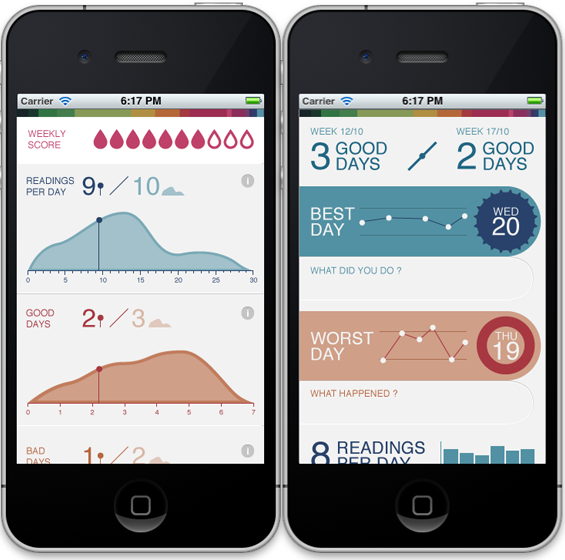 Carrier 6:17 PM
WEEKLY
SCORE
READINGS
PER DAY
9 / 10
i
0 5 10 15 20 25 30
GOOD
DAYS
2 / 3
i
0 1 2 3 4 5 6 7
BAD
DAYS
1 / 2
i
Carrier 6:17 PM
WEEK 12/10
3 GOOD
DAYS
WEEK 17/10
2 GOOD
DAYS
BEST
DAY
WED
20
WHAT DID YOU DO ?
WORST
DAY
THU
19
WHAT HAPPENED ?
8 READINGS
PER DAY